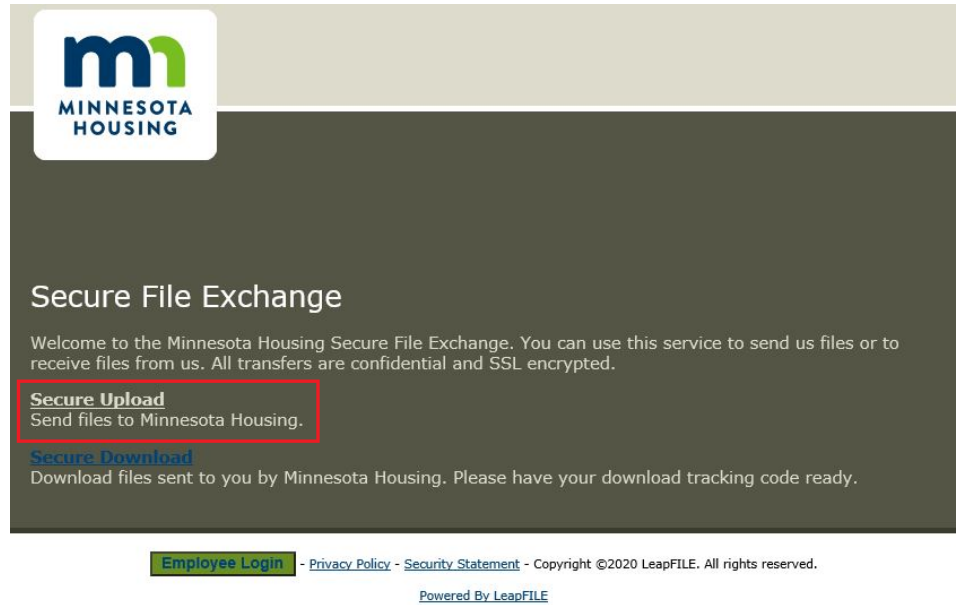 mn
MINNESOTA
HOUSING
Secure File Exchange
Welcome to the Minnesota Housing Secure File Exchange. You can use this service to send us files or to
receive files from us. All transfers are confidential and SSL encrypted.
Secure Upload
Send files to Minnesota Housing.
Secure Download
Download files sent to you by Minnesota Housing. Please have your download tracking code ready.
Employee Login - Privacy Policy - Security Statement - Copyright ©2020 LeapFILE. All rights reserved.
Powered By LeapFILE